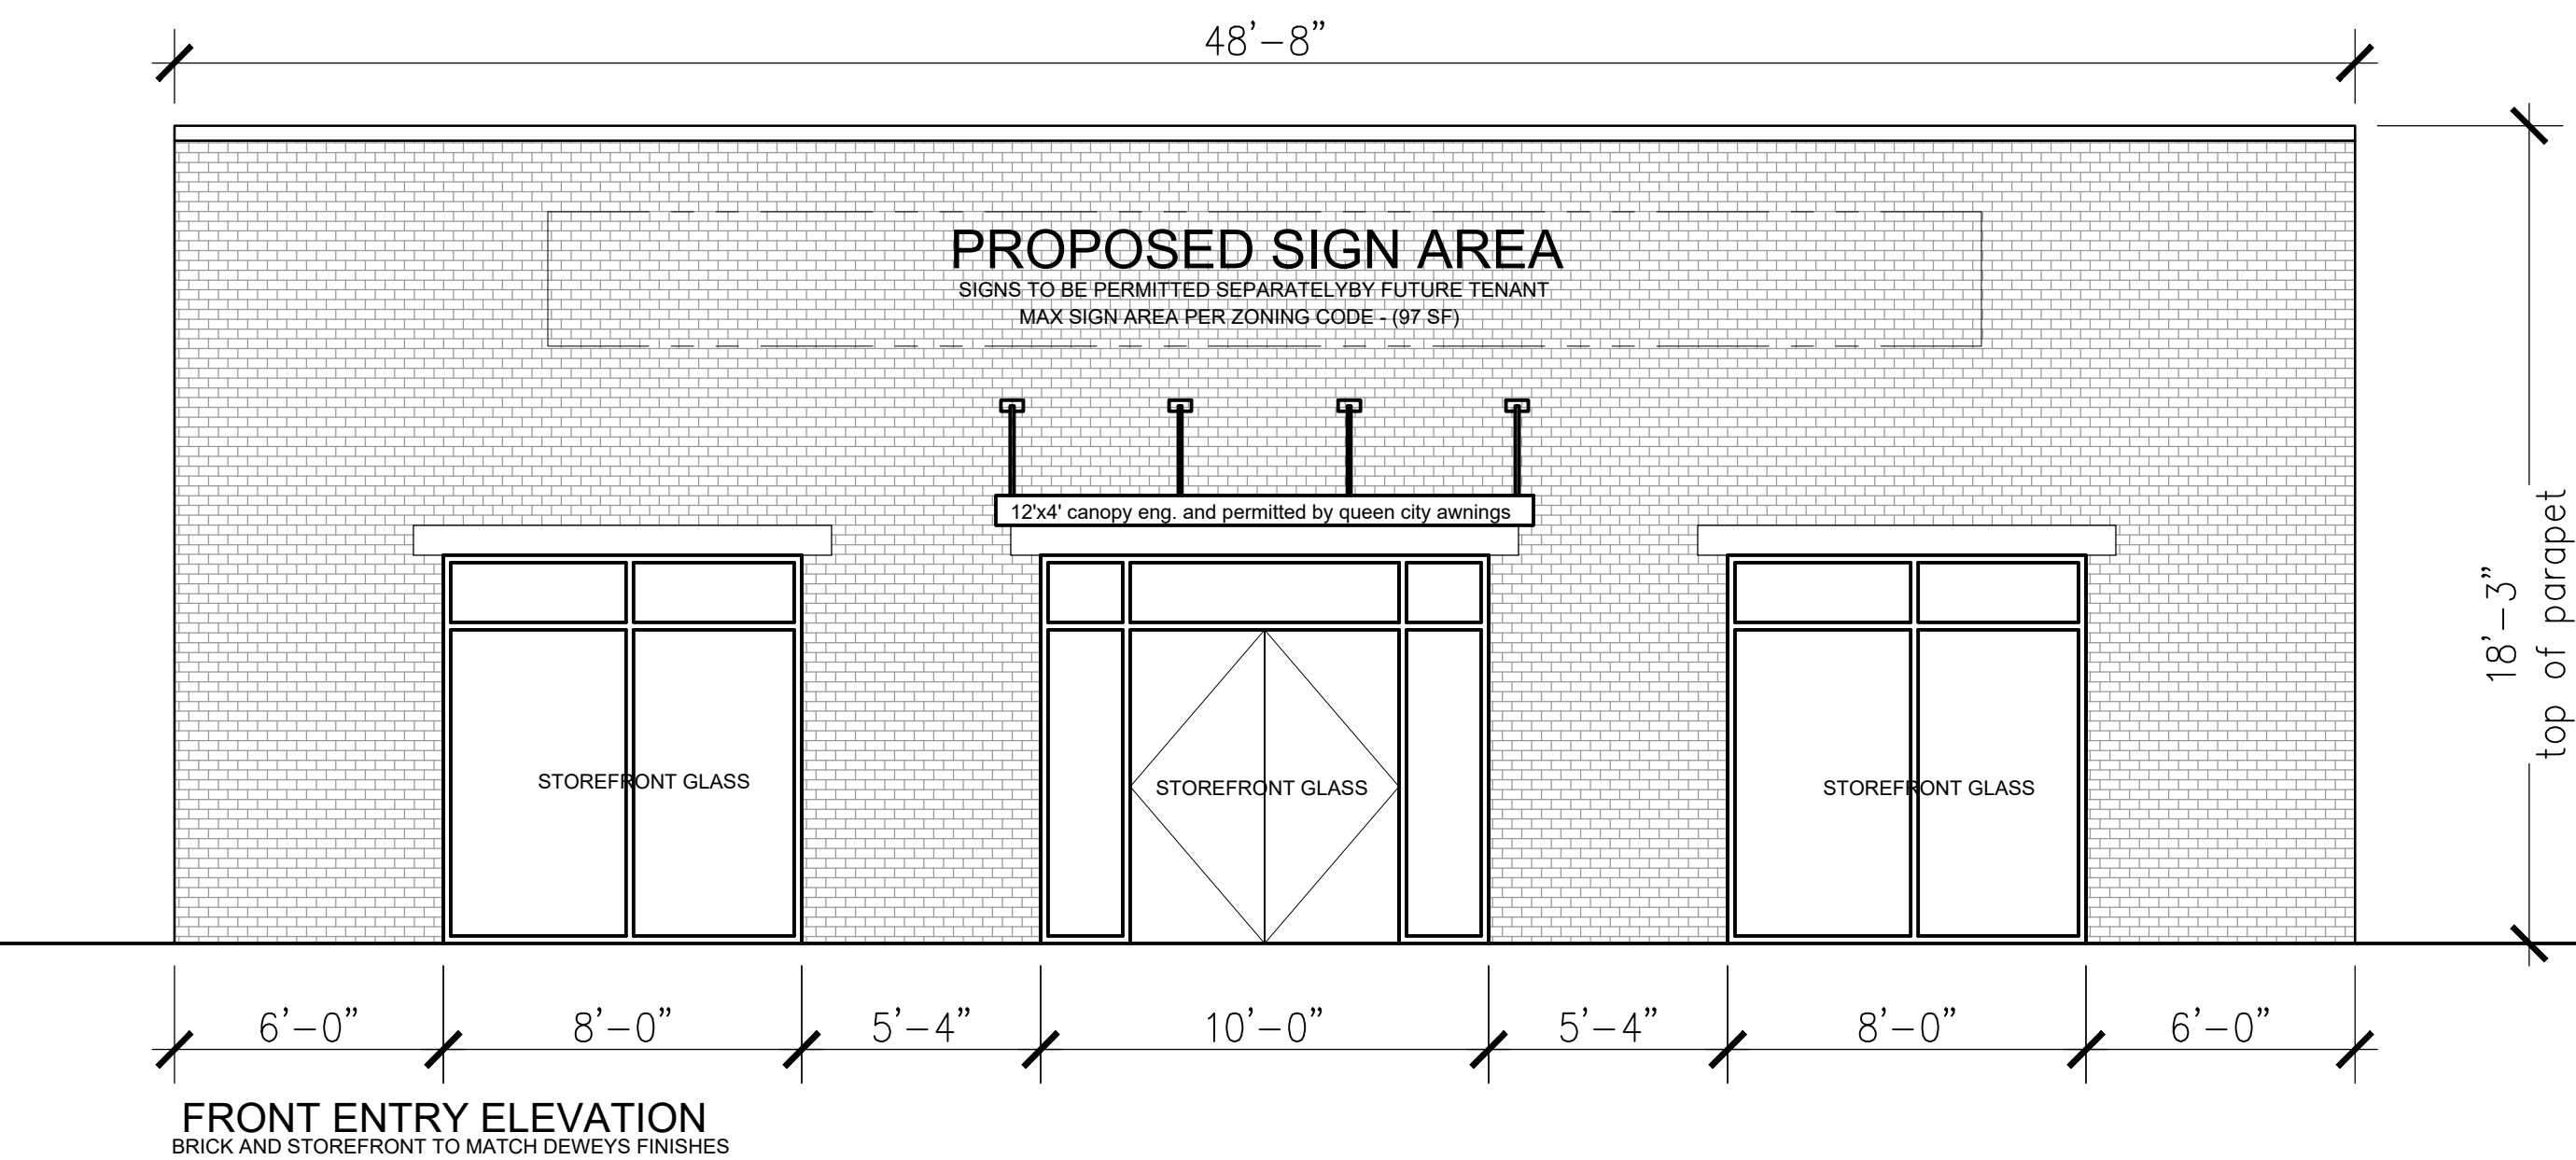 48'-8"
PROPOSED SIGN AREA
SIGNS TO BE PERMITTED SEPARATELYBY FUTURE TENANT
MAX SIGN AREA PER ZONING CODE - (97 SF)
12'x4' canopy eng. and permitted by queen city awnings
18'-3"
top of parapet
STOREFRONT GLASS
STOREFRONT GLASS
STOREFRONT GLASS
6'-0"
8'-0"
5'-4"
10'-0"
5'-4"
8'-0"
6'-0"
FRONT ENTRY ELEVATION
BRICK AND STOREFRONT TO MATCH DEWEYS FINISHES